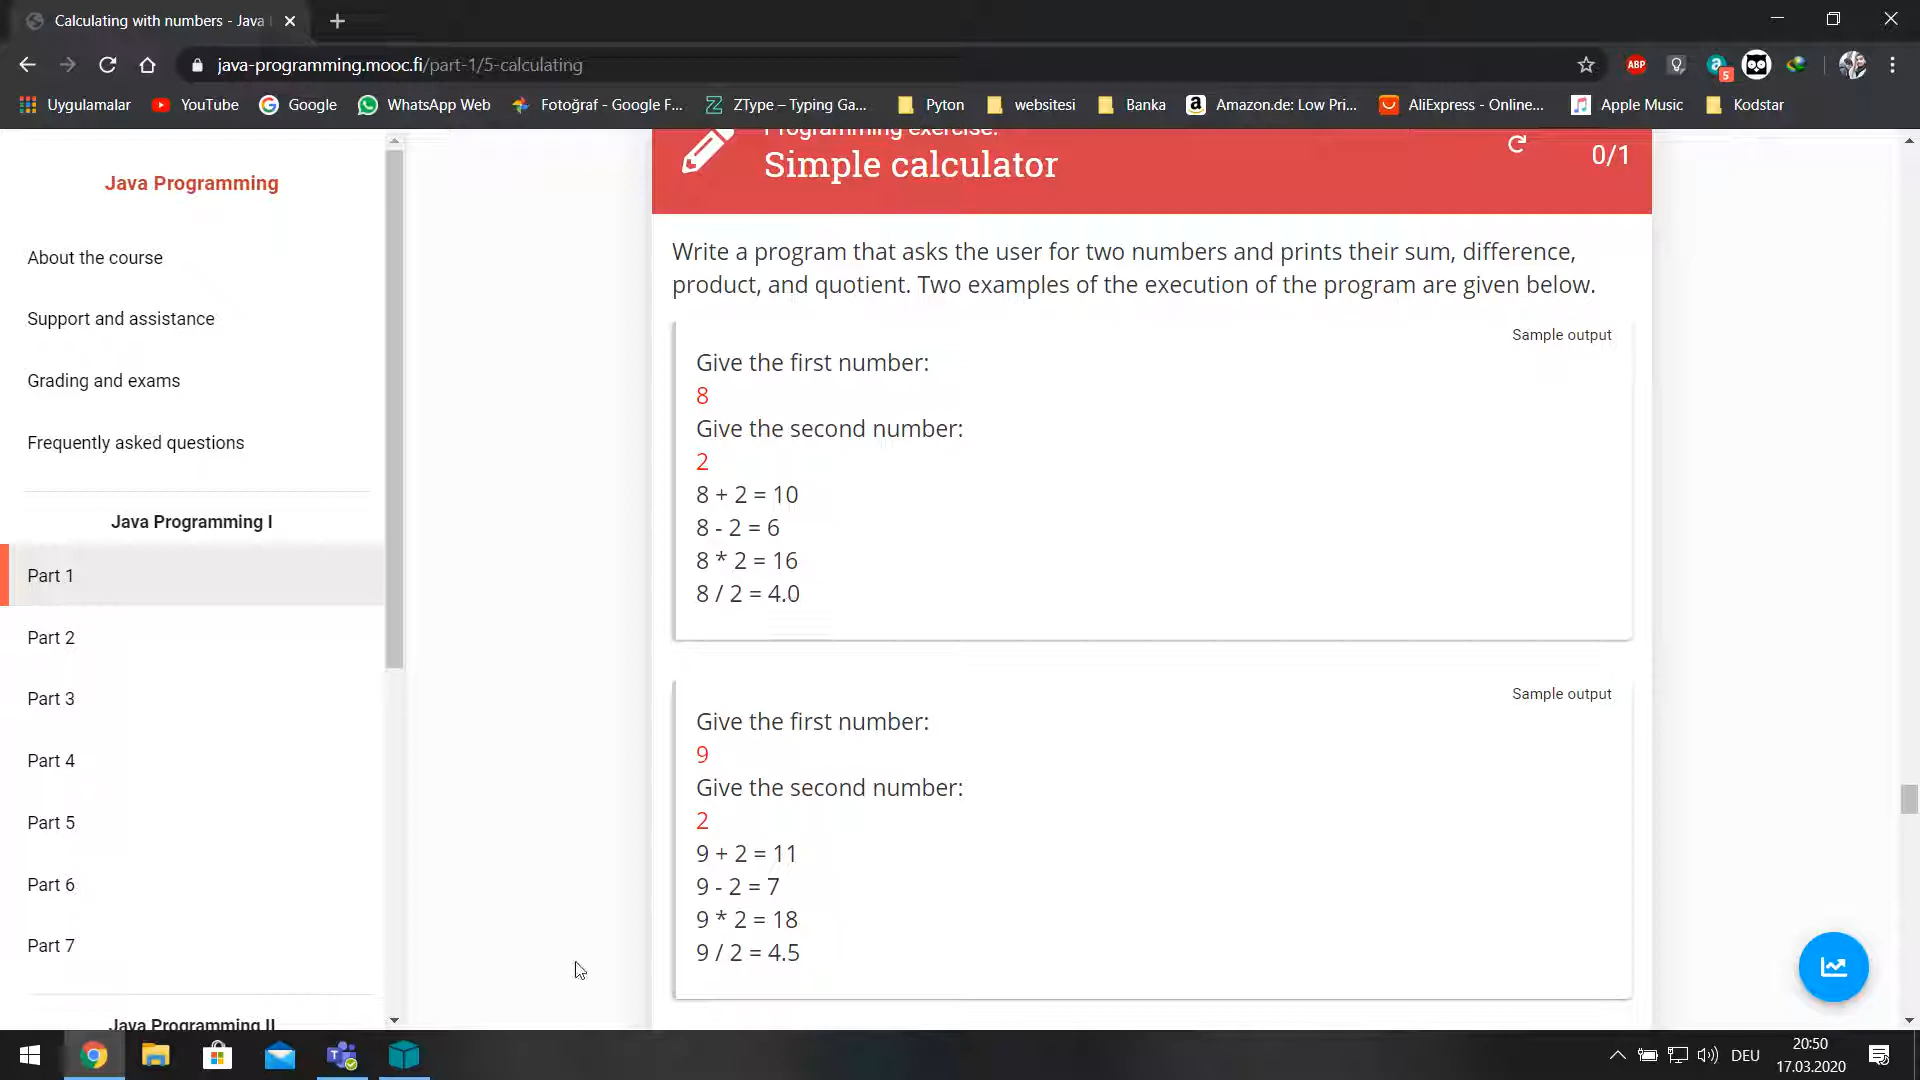 Calculating with numbers - Java
java-programming.mooc.fi/part-1/5-calculating
ABP
5
Uygulamalar
YouTube
Google
WhatsApp Web
Fotoğraf - Google F...
ZType – Typing Ga...
Pyton
websitesi
Banka
Amazon.de: Low Pri...
AliExpress - Online...
Apple Music
Kodstar
Java Programming
About the course
Support and assistance
Grading and exams
Frequently asked questions
Java Programming I
Part 1
Part 2
Part 3
Part 4
Part 5
Part 6
Part 7
Java Programming II
Programming exercise:
Simple calculator
0/1
Write a program that asks the user for two numbers and prints their sum, difference,
product, and quotient. Two examples of the execution of the program are given below.
Sample output
Give the first number:
8
Give the second number:
2
8 + 2 = 10
8 - 2 = 6
8 * 2 = 16
8 / 2 = 4.0
Sample output
Give the first number:
9
Give the second number:
2
9 + 2 = 11
9 - 2 = 7
9 * 2 = 18
9 / 2 = 4.5
DEU
20:50
17.03.2020